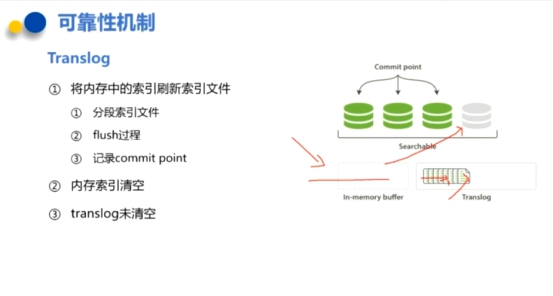 可靠性机制
Translog
① 将内存中的索引刷新索引文件
① 分段索引文件
② flush过程
③ 记录commit point
② 内存索引清空
③ translog未清空
Commit point
Searchable
In-memory buffer
Translog